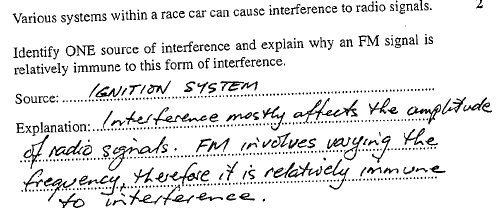 Various systems within a race car can cause interference to radio signals. 2
Identify ONE source of interference and explain why an FM signal is
relatively immune to this form of interference.
Source: IGNITION SYSTEM
Explanation: Interference mostly affects the amplitude
of radio signals. FM involves varying the
frequency, therefore it is relatively immune
to interference.